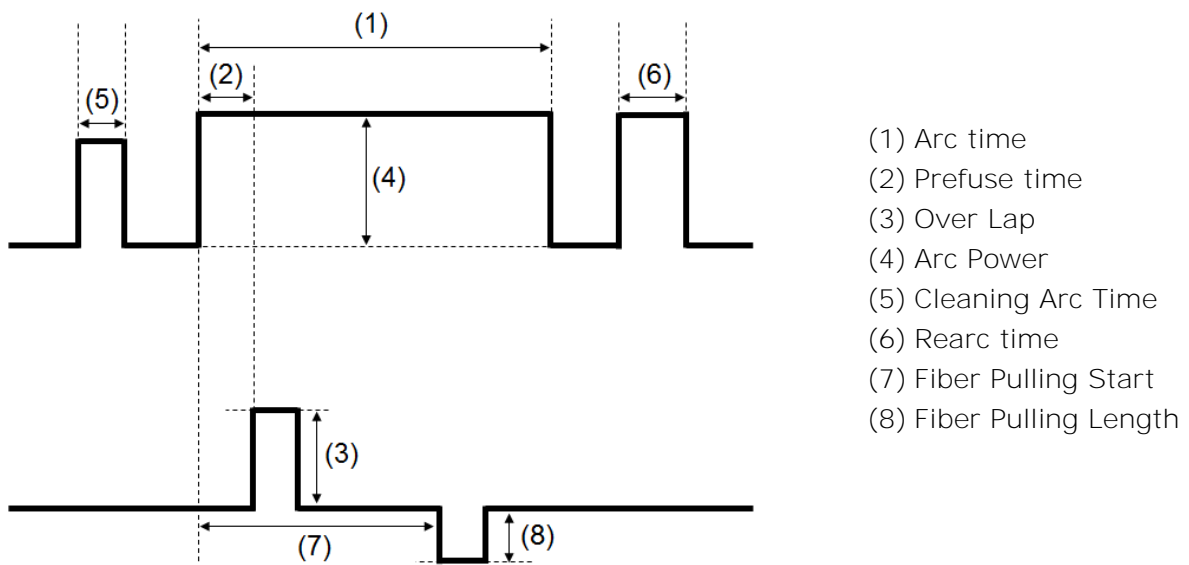 (1)
(2)
(6)
(5)
(4)
(3)
(7)
(8)
(1) Arc time
(2) Prefuse time
(3) Over Lap
(4) Arc Power
(5) Cleaning Arc Time
(6) Rearc time
(7) Fiber Pulling Start
(8) Fiber Pulling Length